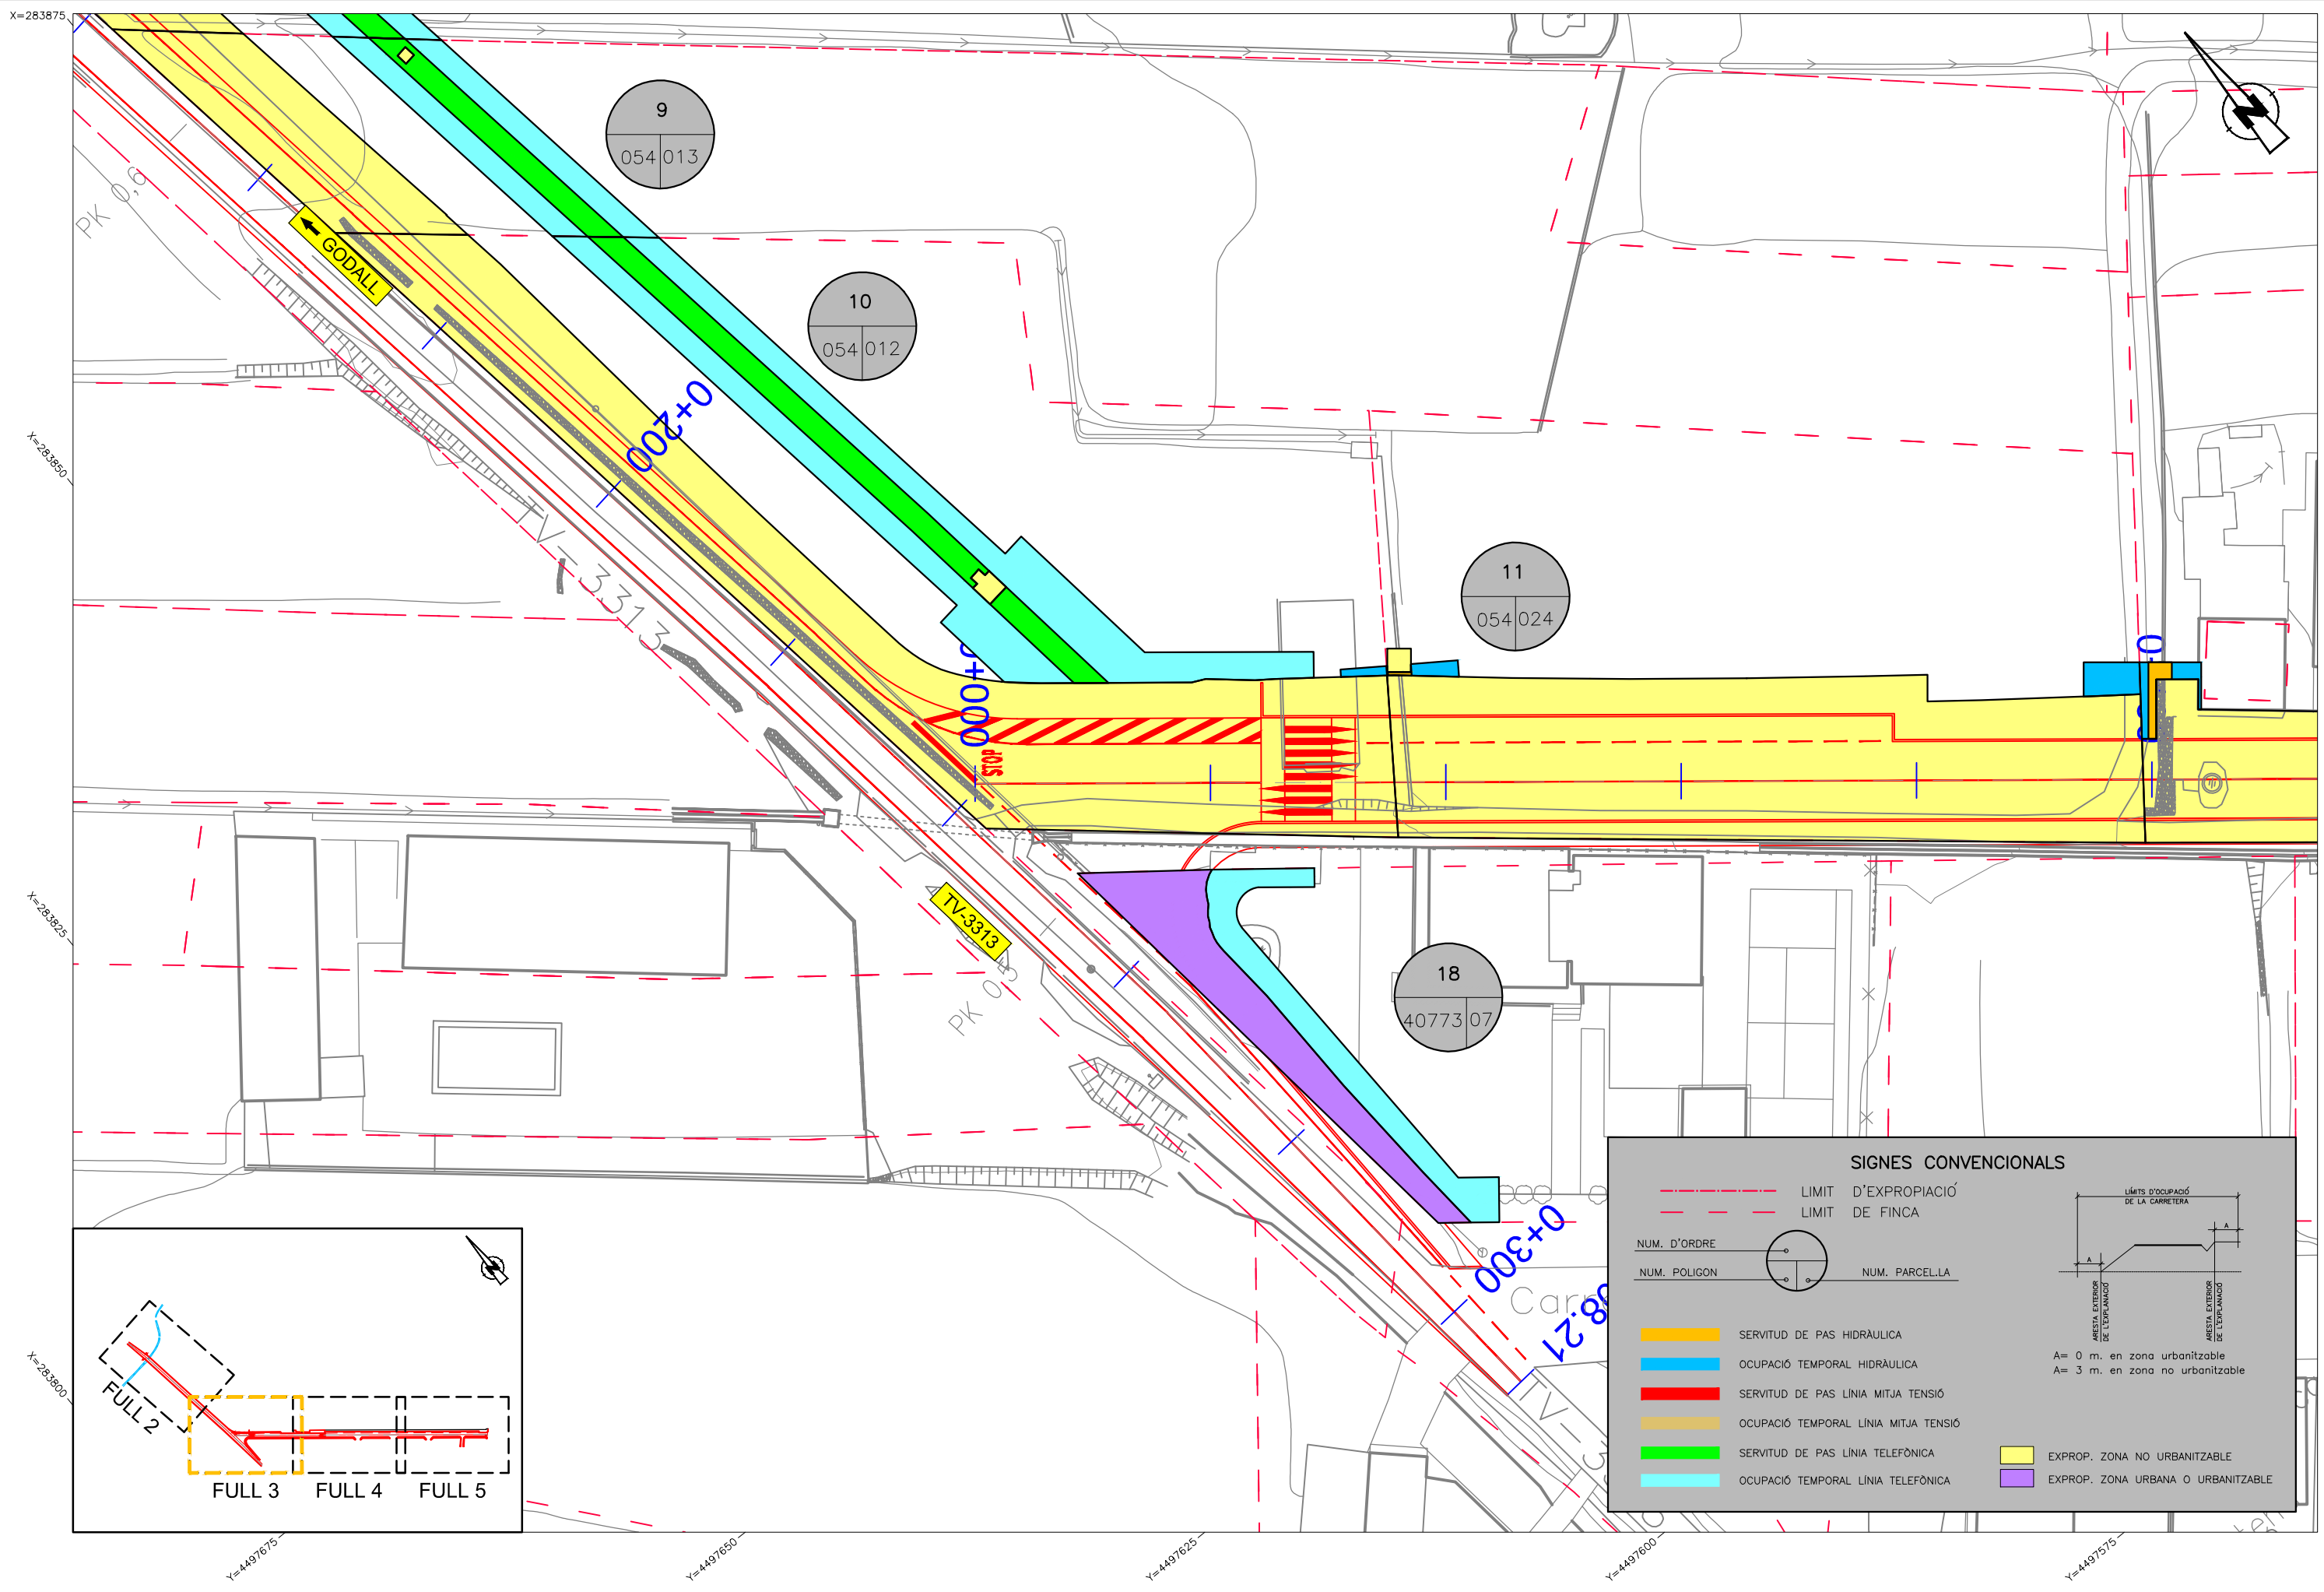 X=283875
9
054 013
PK 0,6
GODALL
10
054 012
0+200
X=283850
TV-3313
11
054 024
0+000
STOP
X=283825
TV-3313
18
40773 07
0+300
08.21
X=283800
SIGNES CONVENCIONALS
LIMIT D'EXPROPIACIÓ
LIMIT DE FINCA
NUM. D'ORDRE
NUM. POLIGON
NUM. PARCEL.LA
LÍMITS D'OCUPACIÓ
DE LA CARRETERA
A
A
ARESTA EXTERIOR
DE L'EXPLANACIÓ
ARESTA EXTERIOR
DE L'EXPLANACIÓ
A= 0 m. en zona urbanitzable
A= 3 m. en zona no urbanitzable
SERVITUD DE PAS HIDRÀULICA
OCUPACIÓ TEMPORAL HIDRÀULICA
SERVITUD DE PAS LÍNIA MITJA TENSIÓ
OCUPACIÓ TEMPORAL LÍNIA MITJA TENSIÓ
SERVITUD DE PAS LÍNIA TELEFÒNICA
OCUPACIÓ TEMPORAL LÍNIA TELEFÒNICA
EXPROP. ZONA NO URBANITZABLE
EXPROP. ZONA URBANA O URBANITZABLE
N
N
FULL 2
FULL 3
FULL 4
FULL 5
Y=4497675
Y=4497650
Y=4497625
Y=4497600
Y=4497575